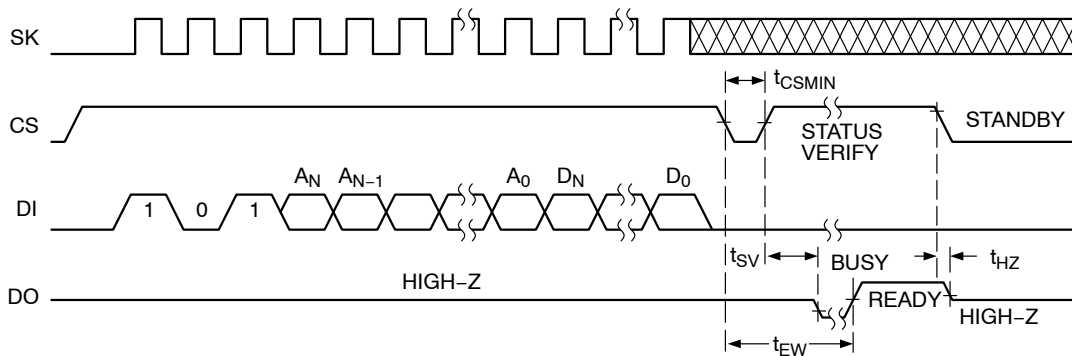 SK
t_CSMIN
CS
STATUS
VERIFY
STANDBY
A_N A_N−1 A_0 D_N D_0
DI
1 0 1
t_SV
BUSY
t_HZ
DO
HIGH−Z
READY
HIGH−Z
t_EW